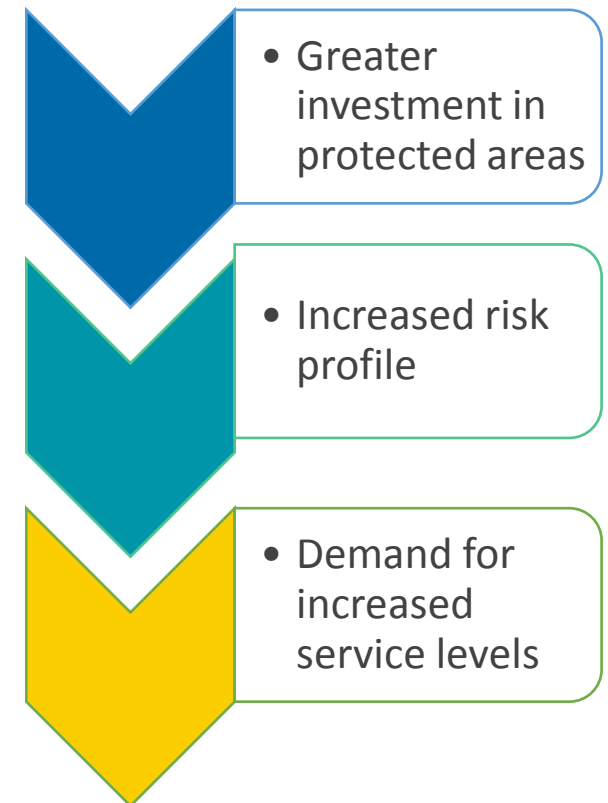 • Greater
investment in
protected areas
• Increased risk
profile
• Demand for
increased
service levels